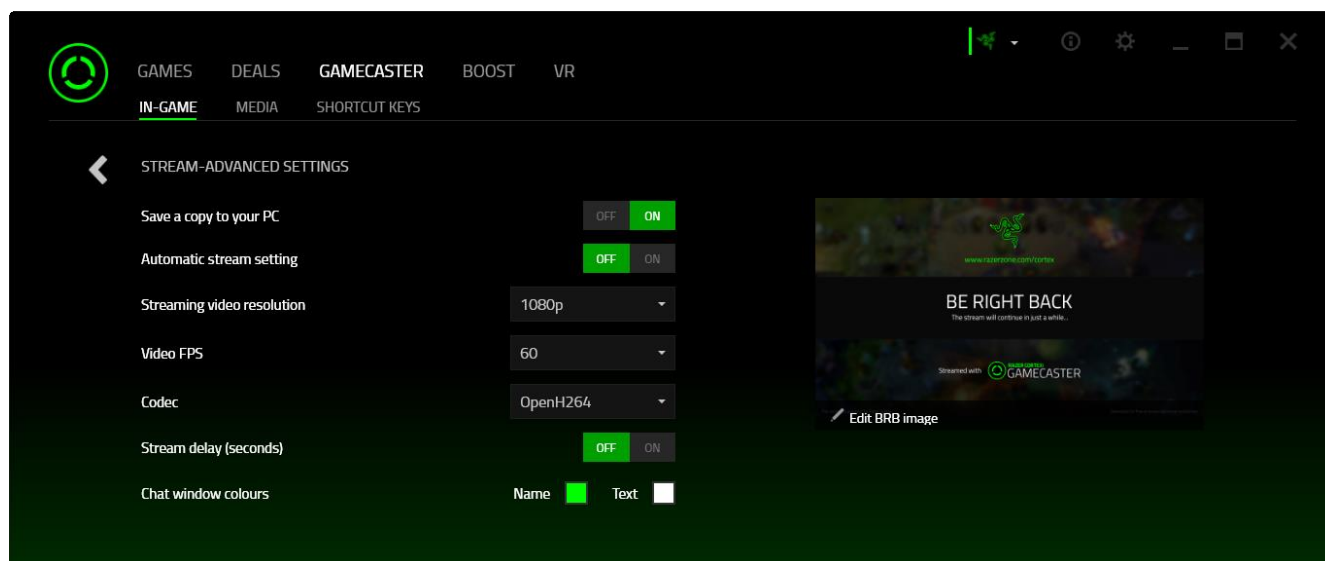 GAMES DEALS GAMECASTER BOOST VR
IN-GAME MEDIA SHORTCUT KEYS
STREAM-ADVANCED SETTINGS
Save a copy to your PC OFF ON
Automatic stream setting OFF ON
Streaming video resolution 1080p
Video FPS 60
Codec OpenH264
Stream delay (seconds) OFF ON
Chat window colours Name Text
www.razerzone.com/cortex
BE RIGHT BACK
The stream will continue in just a while...
Streamed with RAZER CORTEX: GAMECASTER
Edit BRB image